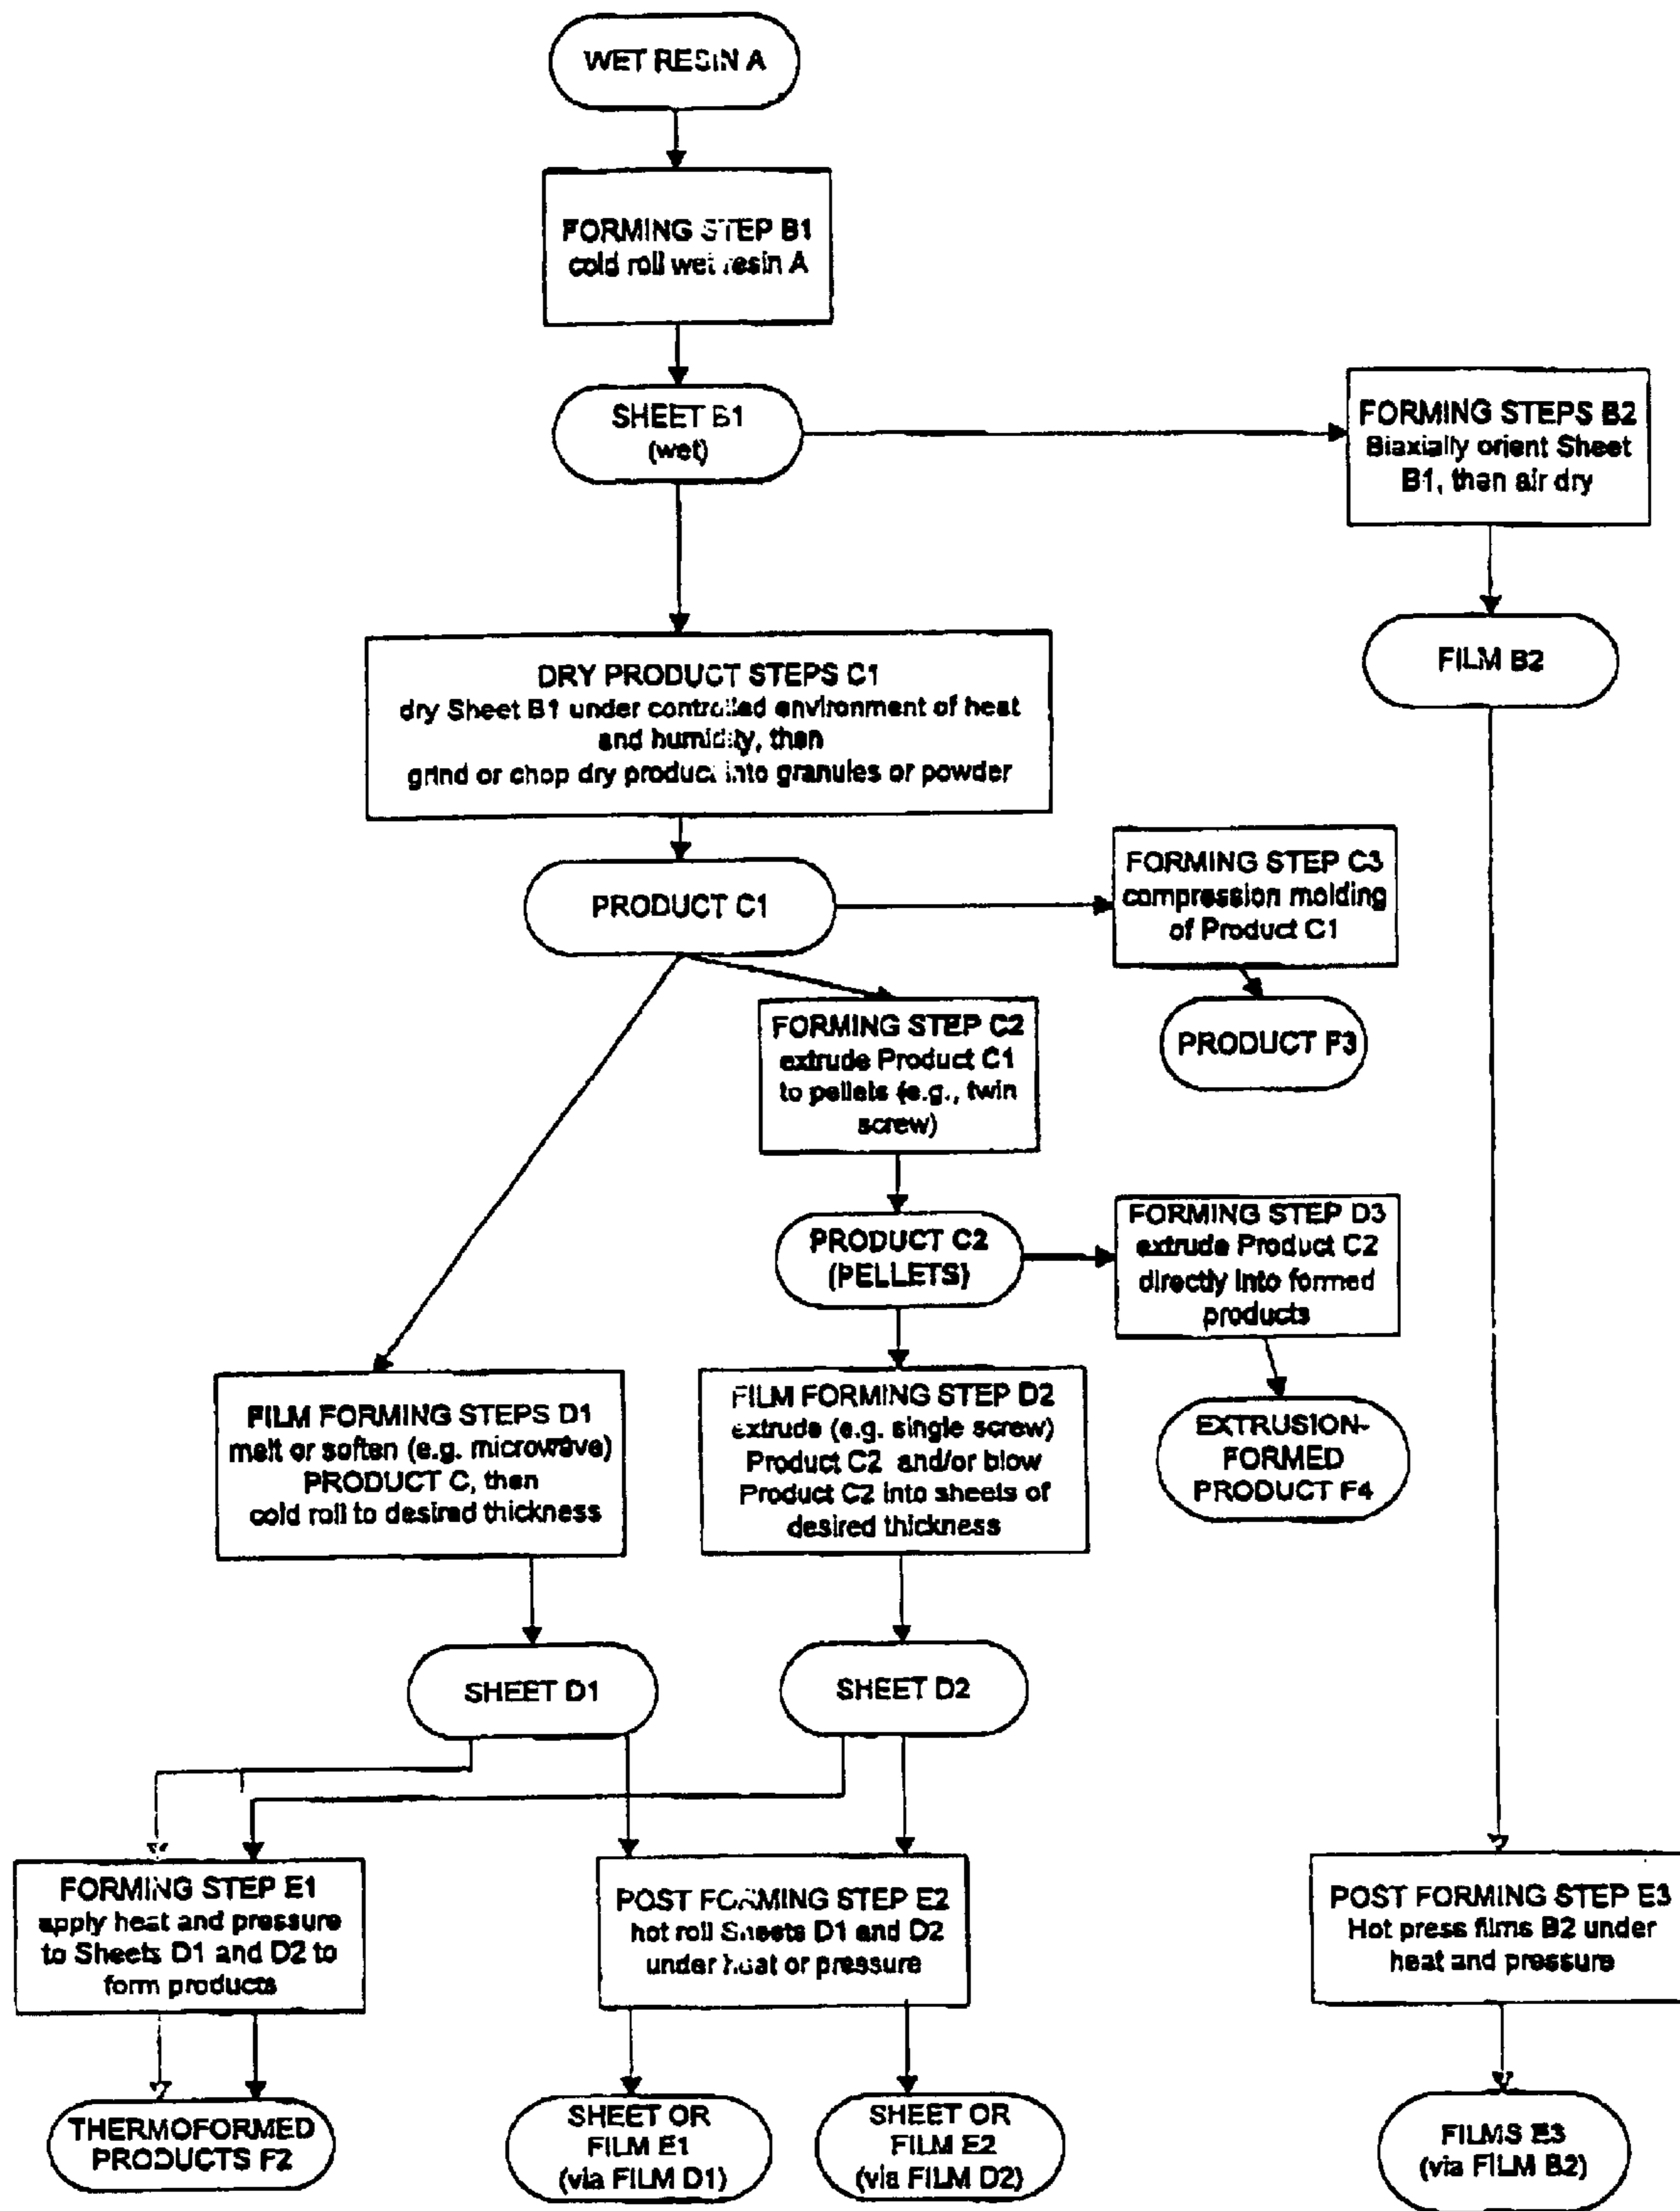 WET RESIN A
FORMING STEP B1
cold roll wet resin A
SHEET B1
(wet)
FORMING STEPS B2
Biaxially orient Sheet
B1, then air dry
FILM B2
DRY PRODUCT STEPS C1
dry Sheet B1 under controlled environment of heat
and humidity, then
grind or chop dry product into granules or powder
PRODUCT C1
FORMING STEP C3
compression molding
of Product C1
PRODUCT F3
FORMING STEP C2
extrude Product C1
to pellets (e.g., twin
screw)
PRODUCT C2
(PELLETS)
FORMING STEP D3
extrude Product C2
directly into formed
products
EXTRUSION-
FORMED
PRODUCT F4
FILM FORMING STEPS D1
melt or soften (e.g. microwave)
PRODUCT C, then
cold roll to desired thickness
FILM FORMING STEP D2
extrude (e.g. single screw)
Product C2 and/or blow
Product C2 into sheets of
desired thickness
SHEET D1
SHEET D2
FORMING STEP E1
apply heat and pressure
to Sheets D1 and D2 to
form products
POST FORMING STEP E2
hot roll Sheets D1 and D2
under heat or pressure
POST FORMING STEP E3
Hot press films B2 under
heat and pressure
THERMOFORMED
PRODUCTS F2
SHEET OR
FILM E1
(via FILM D1)
SHEET OR
FILM E2
(via FILM D2)
FILMS E3
(via FILM B2)